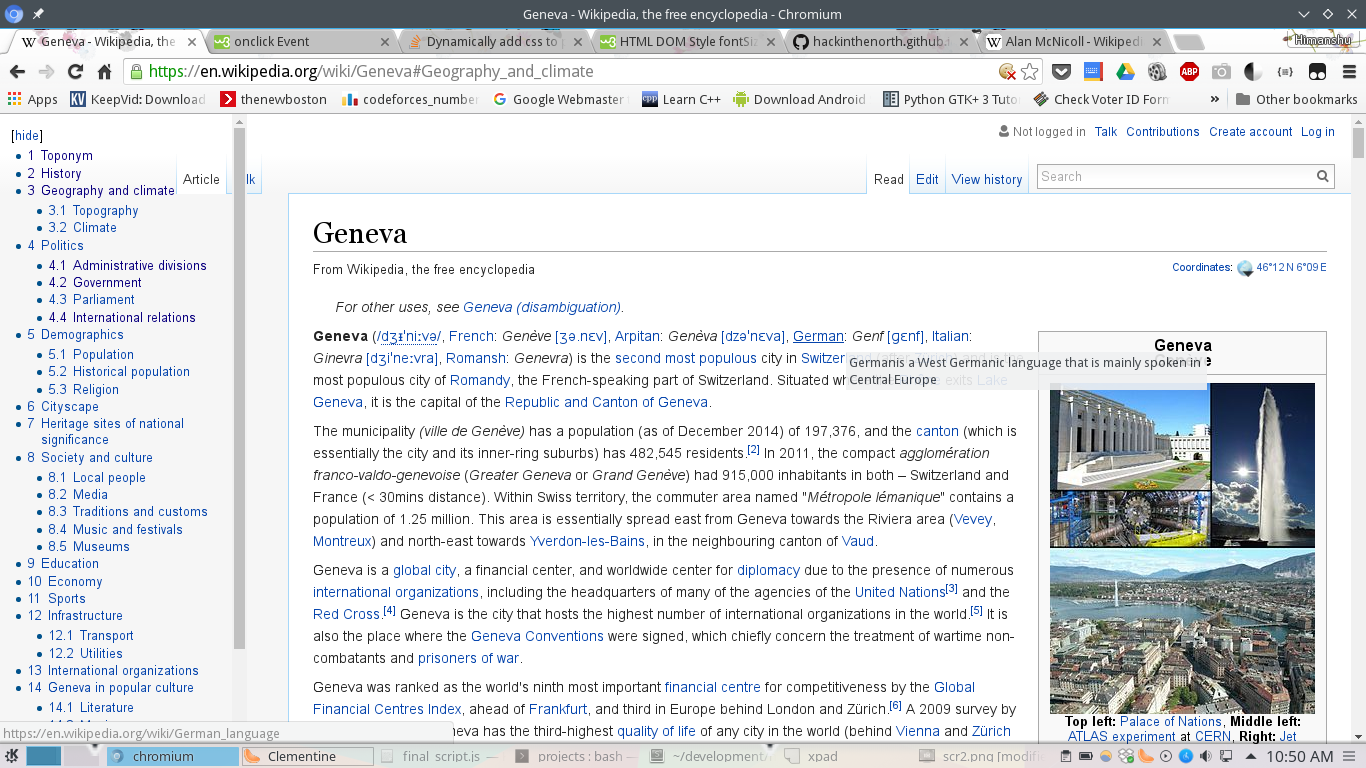 Geneva - Wikipedia, the free encyclopedia - Chromium
Geneva - Wikipedia, the
onclick Event
Dynamically add css to
HTML DOM Style fontSiz
hackinthenorth.github.i
Alan McNicoll - Wikiped
Himanshu
https://en.wikipedia.org/wiki/Geneva#Geography_and_climate
ABP
Apps
KeepVid: Download
thenewboston
codeforces_number
Google Webmaster
Learn C++
Download Android
Python GTK+ 3 Tuto
Check Voter ID Form
» Other bookmarks
Not logged in Talk Contributions Create account Log in
Article
lk
Read Edit View history
Search
[hide]
1 Toponym
2 History
3 Geography and climate
3.1 Topography
3.2 Climate
4 Politics
4.1 Administrative divisions
4.2 Government
4.3 Parliament
4.4 International relations
5 Demographics
5.1 Population
5.2 Historical population
5.3 Religion
6 Cityscape
7 Heritage sites of national
significance
8 Society and culture
8.1 Local people
8.2 Media
8.3 Traditions and customs
8.4 Music and festivals
8.5 Museums
9 Education
10 Economy
11 Sports
12 Infrastructure
12.1 Transport
12.2 Utilities
13 International organizations
14 Geneva in popular culture
14.1 Literature
Geneva
From Wikipedia, the free encyclopedia
Coordinates: 46°12′N 6°09′E
For other uses, see Geneva (disambiguation).
Geneva (/dʒᵻˈniːvə/, French: Genève [ʒə.nɛv], Arpitan: Genèva [dzəˈnɛva], German: Genf [ɡɛnf], Italian:
Ginevra [dʒiˈneːvra], Romansh: Genevra) is the second most populous city in Switzer
most populous city of Romandy, the French-speaking part of Switzerland. Situated wh exits Lake
Geneva, it is the capital of the Republic and Canton of Geneva.
Germanis a West Germanic language that is mainly spoken in
Central Europe
The municipality (ville de Genève) has a population (as of December 2014) of 197,376, and the canton (which is
essentially the city and its inner-ring suburbs) has 482,545 residents.[2] In 2011, the compact agglomération
franco-valdo-genevoise (Greater Geneva or Grand Genève) had 915,000 inhabitants in both – Switzerland and
France (< 30mins distance). Within Swiss territory, the commuter area named "Métropole lémanique" contains a
population of 1.25 million. This area is essentially spread east from Geneva towards the Riviera area (Vevey,
Montreux) and north-east towards Yverdon-les-Bains, in the neighbouring canton of Vaud.
Geneva is a global city, a financial center, and worldwide center for diplomacy due to the presence of numerous
international organizations, including the headquarters of many of the agencies of the United Nations[3] and the
Red Cross.[4] Geneva is the city that hosts the highest number of international organizations in the world.[5] It is
also the place where the Geneva Conventions were signed, which chiefly concern the treatment of wartime non-
combatants and prisoners of war.
Geneva was ranked as the world's ninth most important financial centre for competitiveness by the Global
Financial Centres Index, ahead of Frankfurt, and third in Europe behind London and Zürich.[6] A 2009 survey by
neva has the third-highest quality of life of any city in the world (behind Vienna and Zürich
Geneva
Top left: Palace of Nations, Middle left:
ATLAS experiment at CERN, Right: Jet
https://en.wikipedia.org/wiki/German_language
chromium
Clementine
final_script.js
projects : bash
~/development/
xpad
scr2.png [modifi
10:50 AM